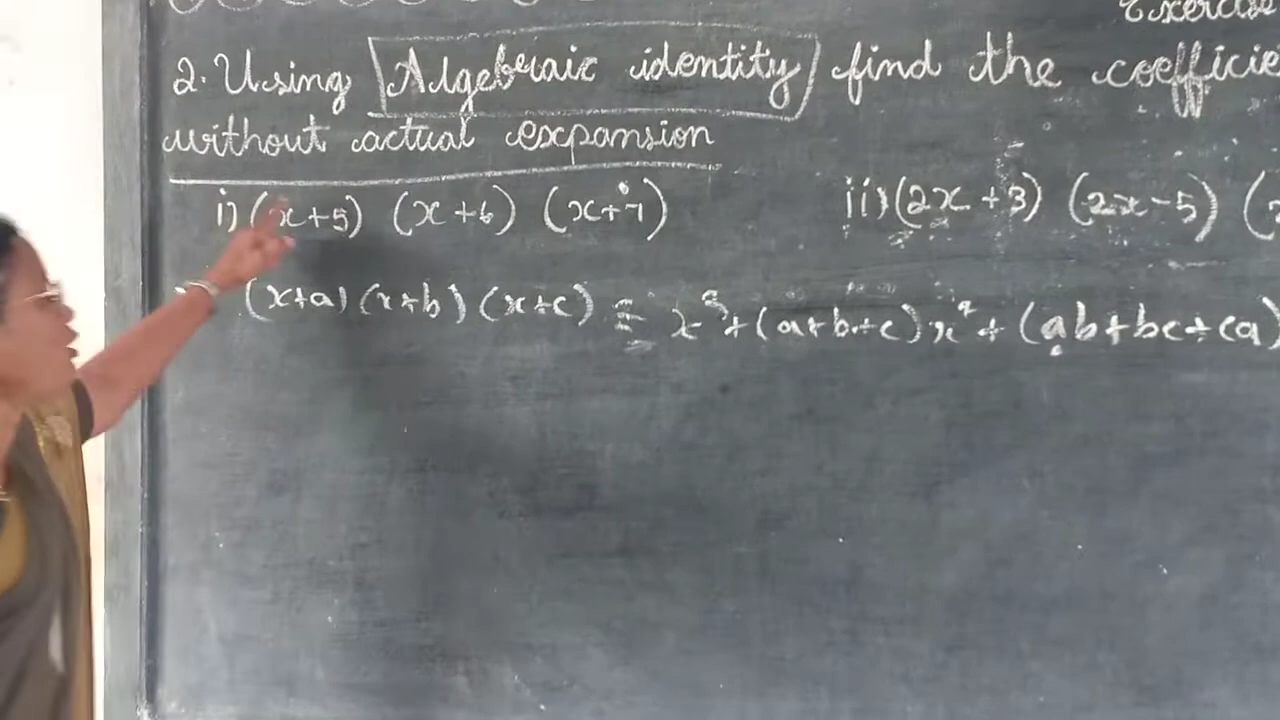 Exercise
2. Using Algebraic identity find the coefficie
without actual expansion
i) (x+5) (x+6) (x+7)
ii) (2x+3) (2x-5) (
(x+a) (x+b) (x+c) = x³+(a+b+c)x²+(ab+bc+ca)